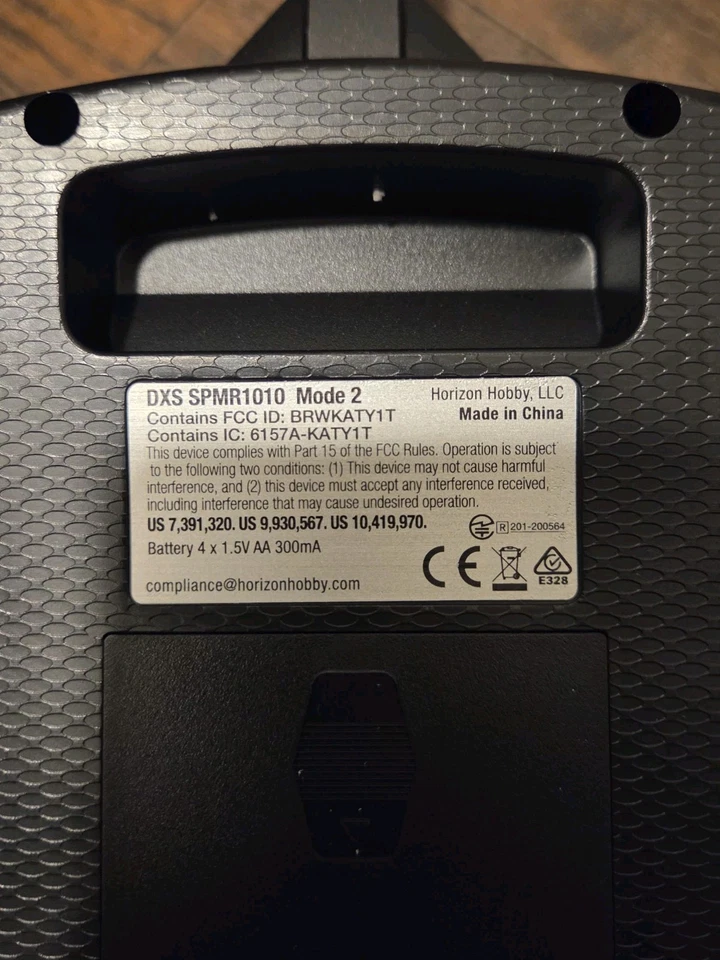 DXS SPMR1010 Mode 2 Horizon Hobby, LLC
Contains FCC ID: BRWKATY1T Made in China
Contains IC: 6157A-KATY1T
This device complies with Part 15 of the FCC Rules. Operation is subject
to the following two conditions: (1) This device may not cause harmful
interference, and (2) this device must accept any interference received,
including interference that may cause undesired operation.
US 7,391,320. US 9,930,567. US 10,419,970. R 201-200564
Battery 4 x 1.5V AA 300mA
CE E328
compliance@horizonhobby.com